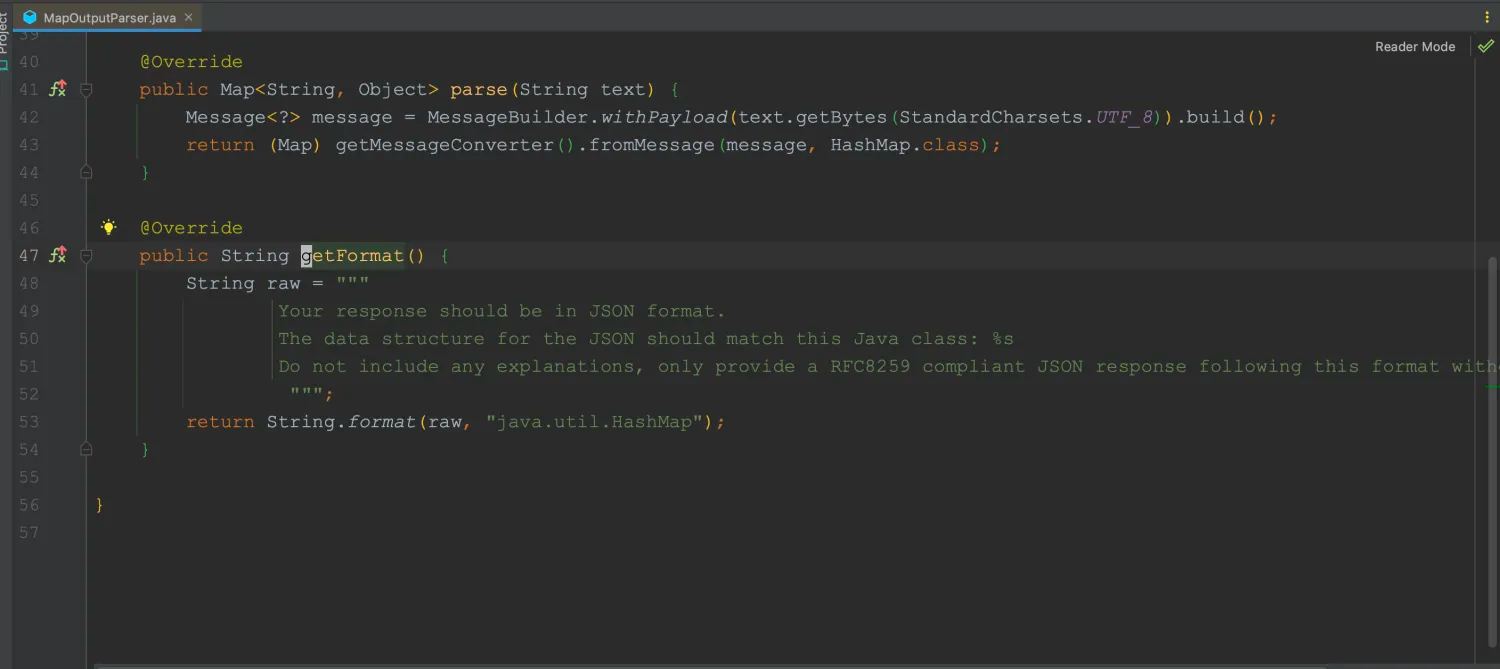 Project
MapOutputParser.java
Reader Mode
39
40 @Override
41 public Map<String, Object> parse(String text) {
42 Message<?> message = MessageBuilder.withPayload(text.getBytes(StandardCharsets.UTF_8)).build();
43 return (Map) getMessageConverter().fromMessage(message, HashMap.class);
44 }
45
46 @Override
47 public String getFormat() {
48 String raw = """
49 Your response should be in JSON format.
50 The data structure for the JSON should match this Java class: %s
51 Do not include any explanations, only provide a RFC8259 compliant JSON response following this format
52 """;
53 return String.format(raw, "java.util.HashMap");
54 }
55
56 }
57